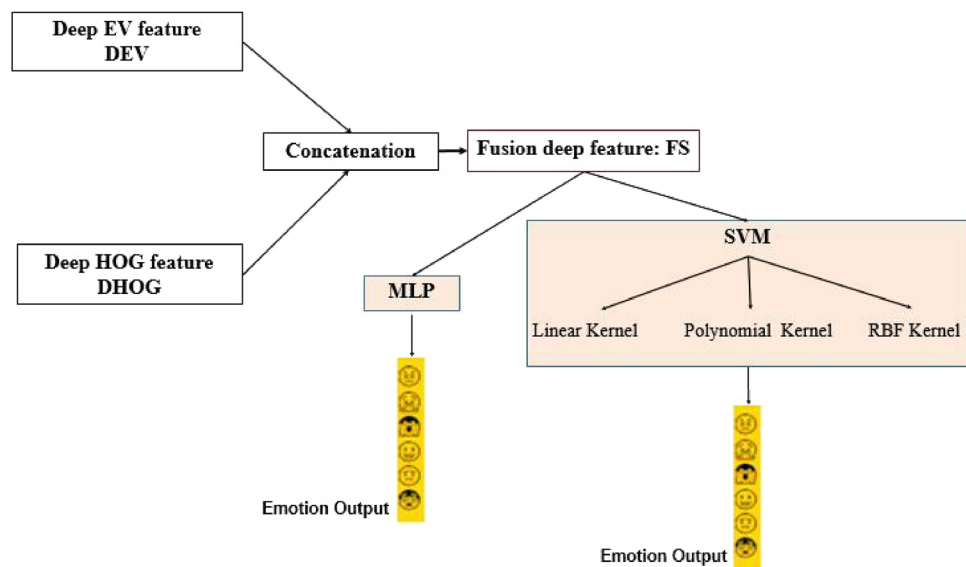 Deep EV feature
DEV
Concatenation
Fusion deep feature: FS
Deep HOG feature
DHOG
MLP
SVM
Linear Kernel
Polynomial Kernel
RBF Kernel
Emotion Output
Emotion Output